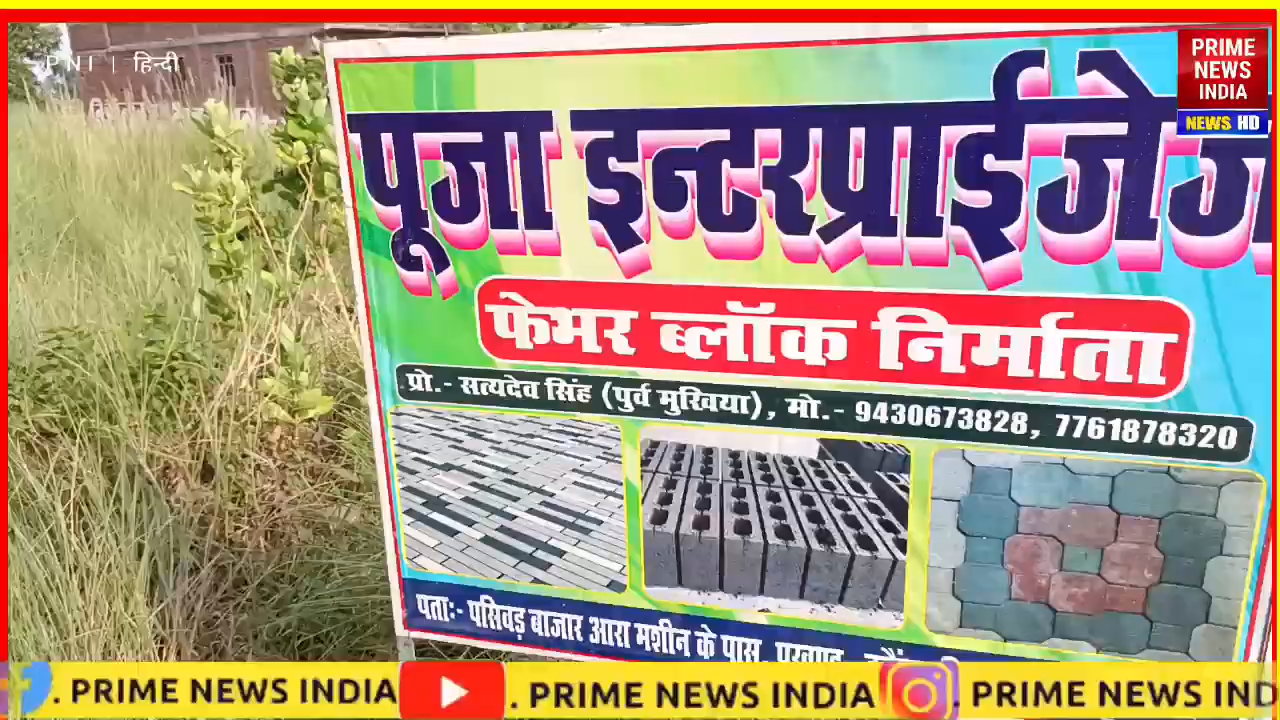 PNI | हिन्दी
PRIME
NEWS
INDIA
NEWS HD
पूजा इन्टरप्राईजेज
फेभर ब्लॉक निर्माता
प्रो.- सत्यदेव सिंह (पुर्व मुखिया), मो.- 9430673828, 7761878320
पताः- पसिवड़ बाजार आरा मशीन के पास,
. PRIME NEWS INDIA . PRIME NEWS INDIA . PRIME NEWS IND